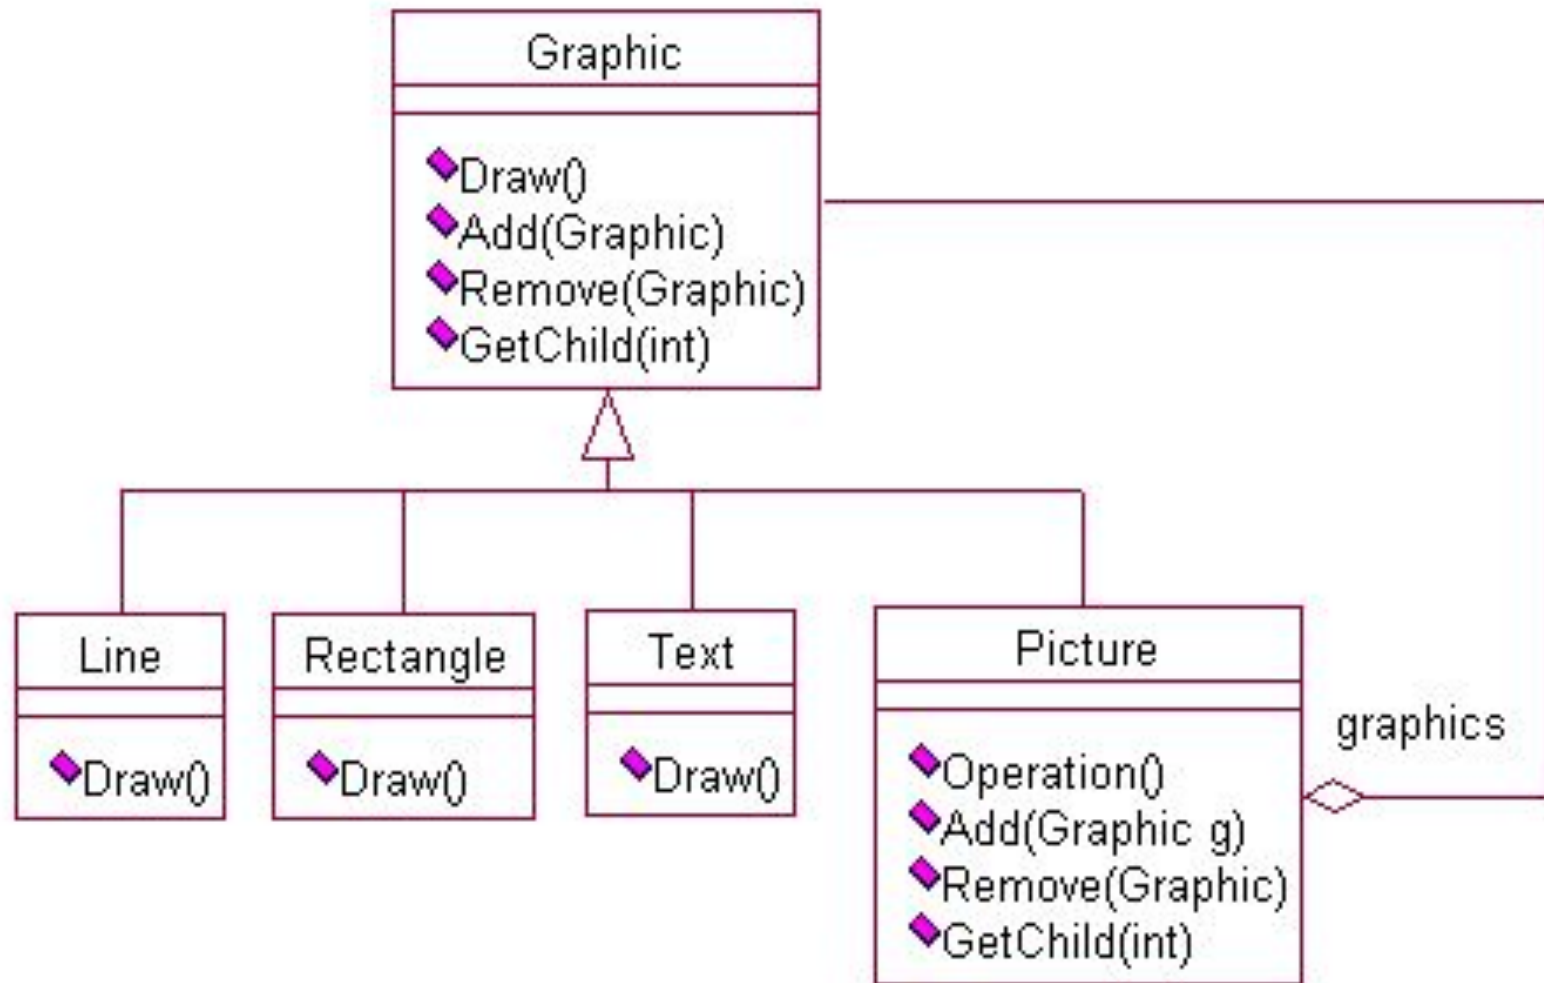 Graphic
Draw()
Add(Graphic)
Remove(Graphic)
GetChild(int)
Line
Draw()
Rectangle
Draw()
Text
Draw()
Picture
Operation()
Add(Graphic g)
Remove(Graphic)
GetChild(int)
graphics